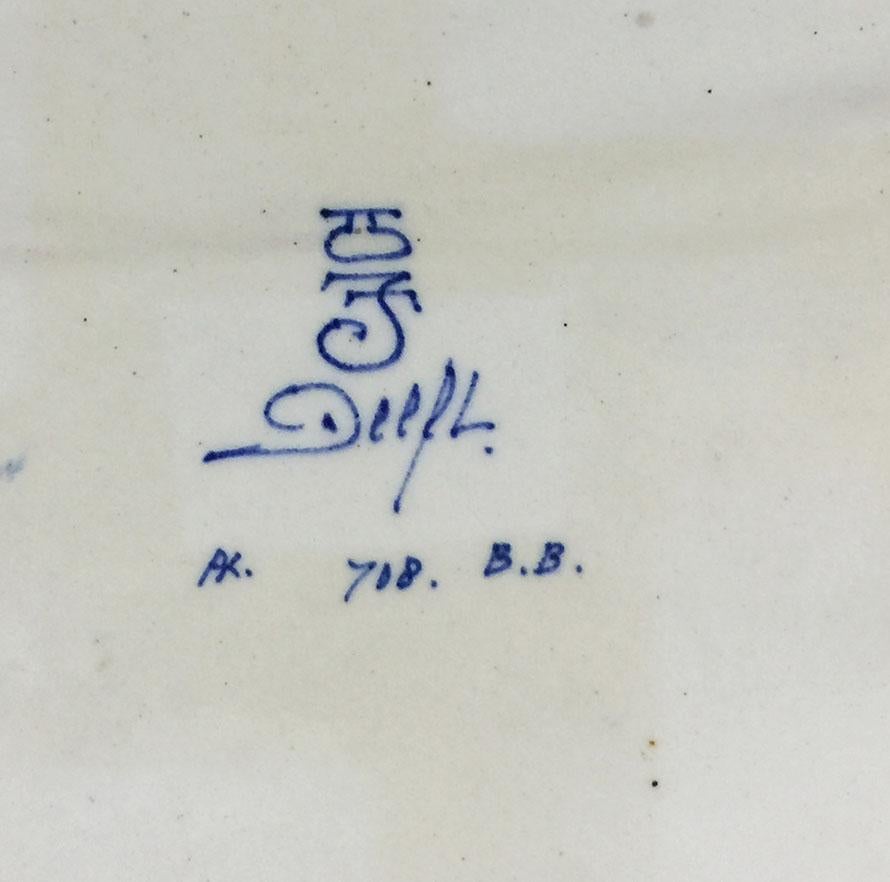 Delft.
AK. 708. B.B.